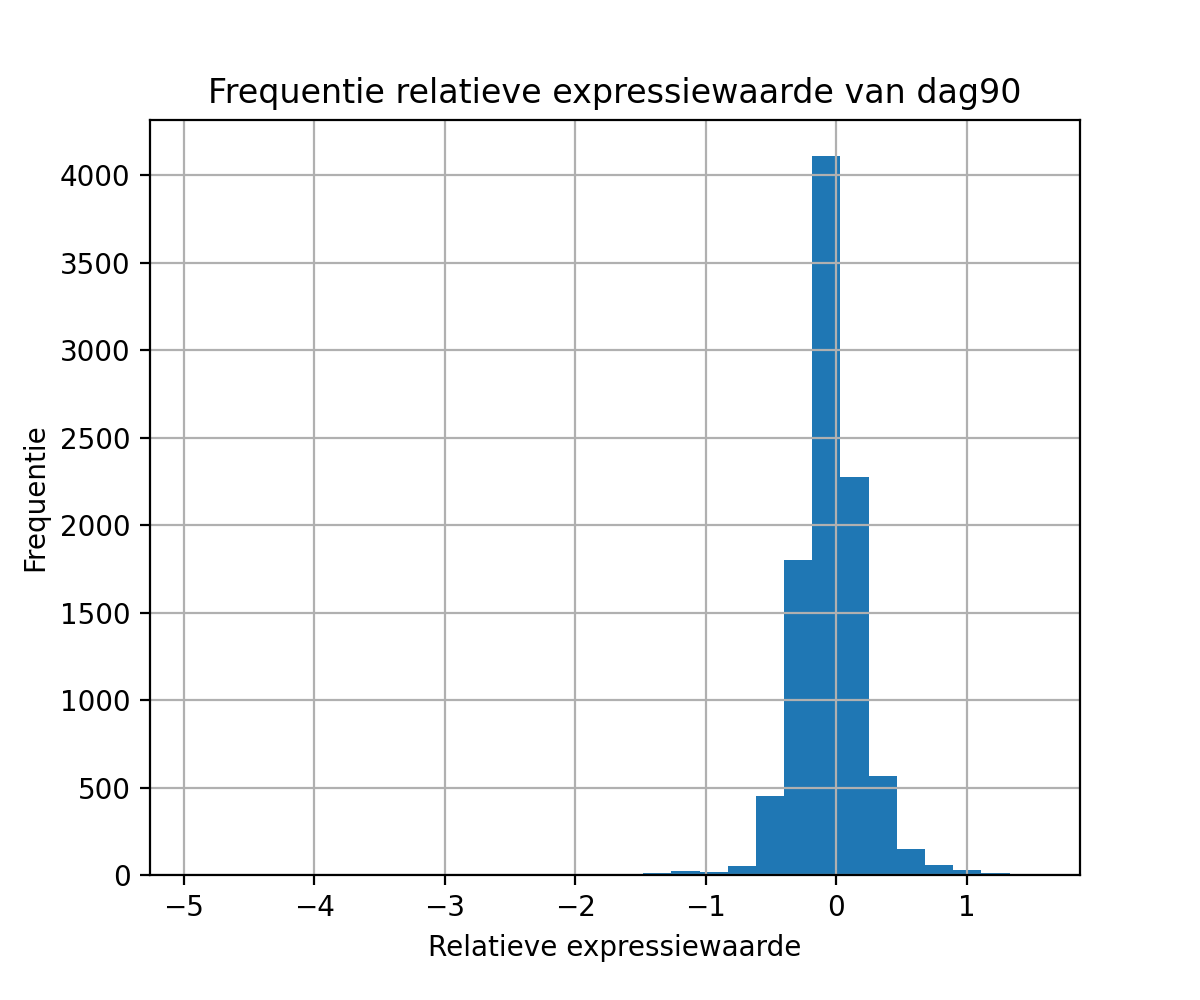 Frequentie relatieve expressiewaarde van dag90
4000
3500
3000
2500
2000
1500
1000
500
0
Frequentie
−5 −4 −3 −2 −1 0 1
Relatieve expressiewaarde